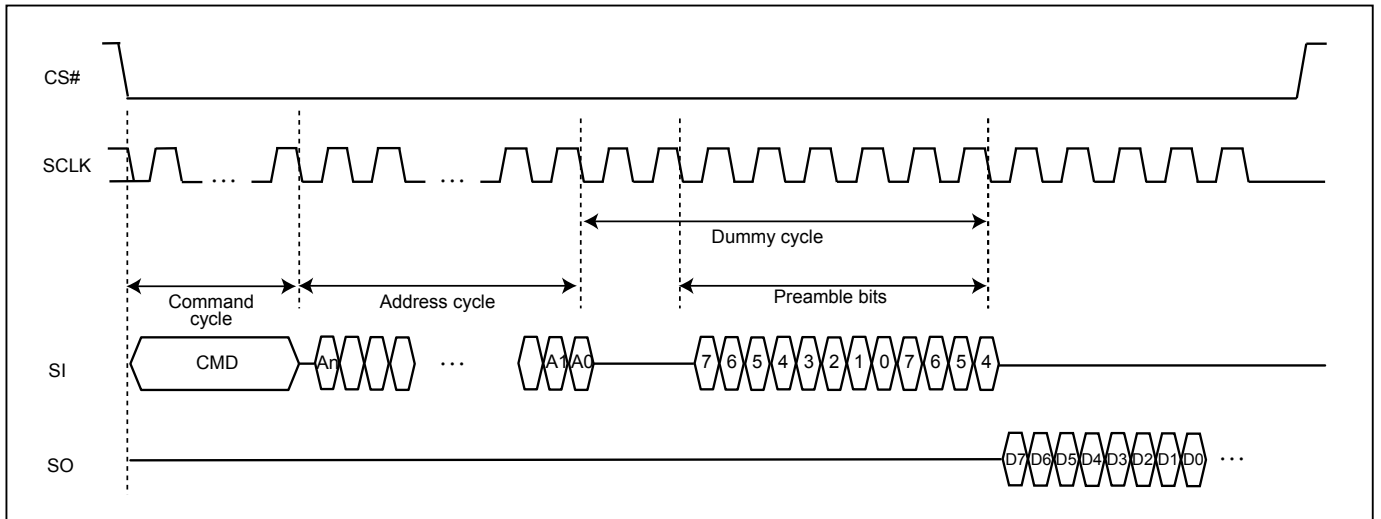 CS#
SCLK
...
...
Dummy cycle
Command
cycle
Address cycle
Preamble bits
SI
CMD
An
...
A1
A0
7
6
5
4
3
2
1
0
7
6
5
4
SO
D7
D6
D5
D4
D3
D2
D1
D0
...